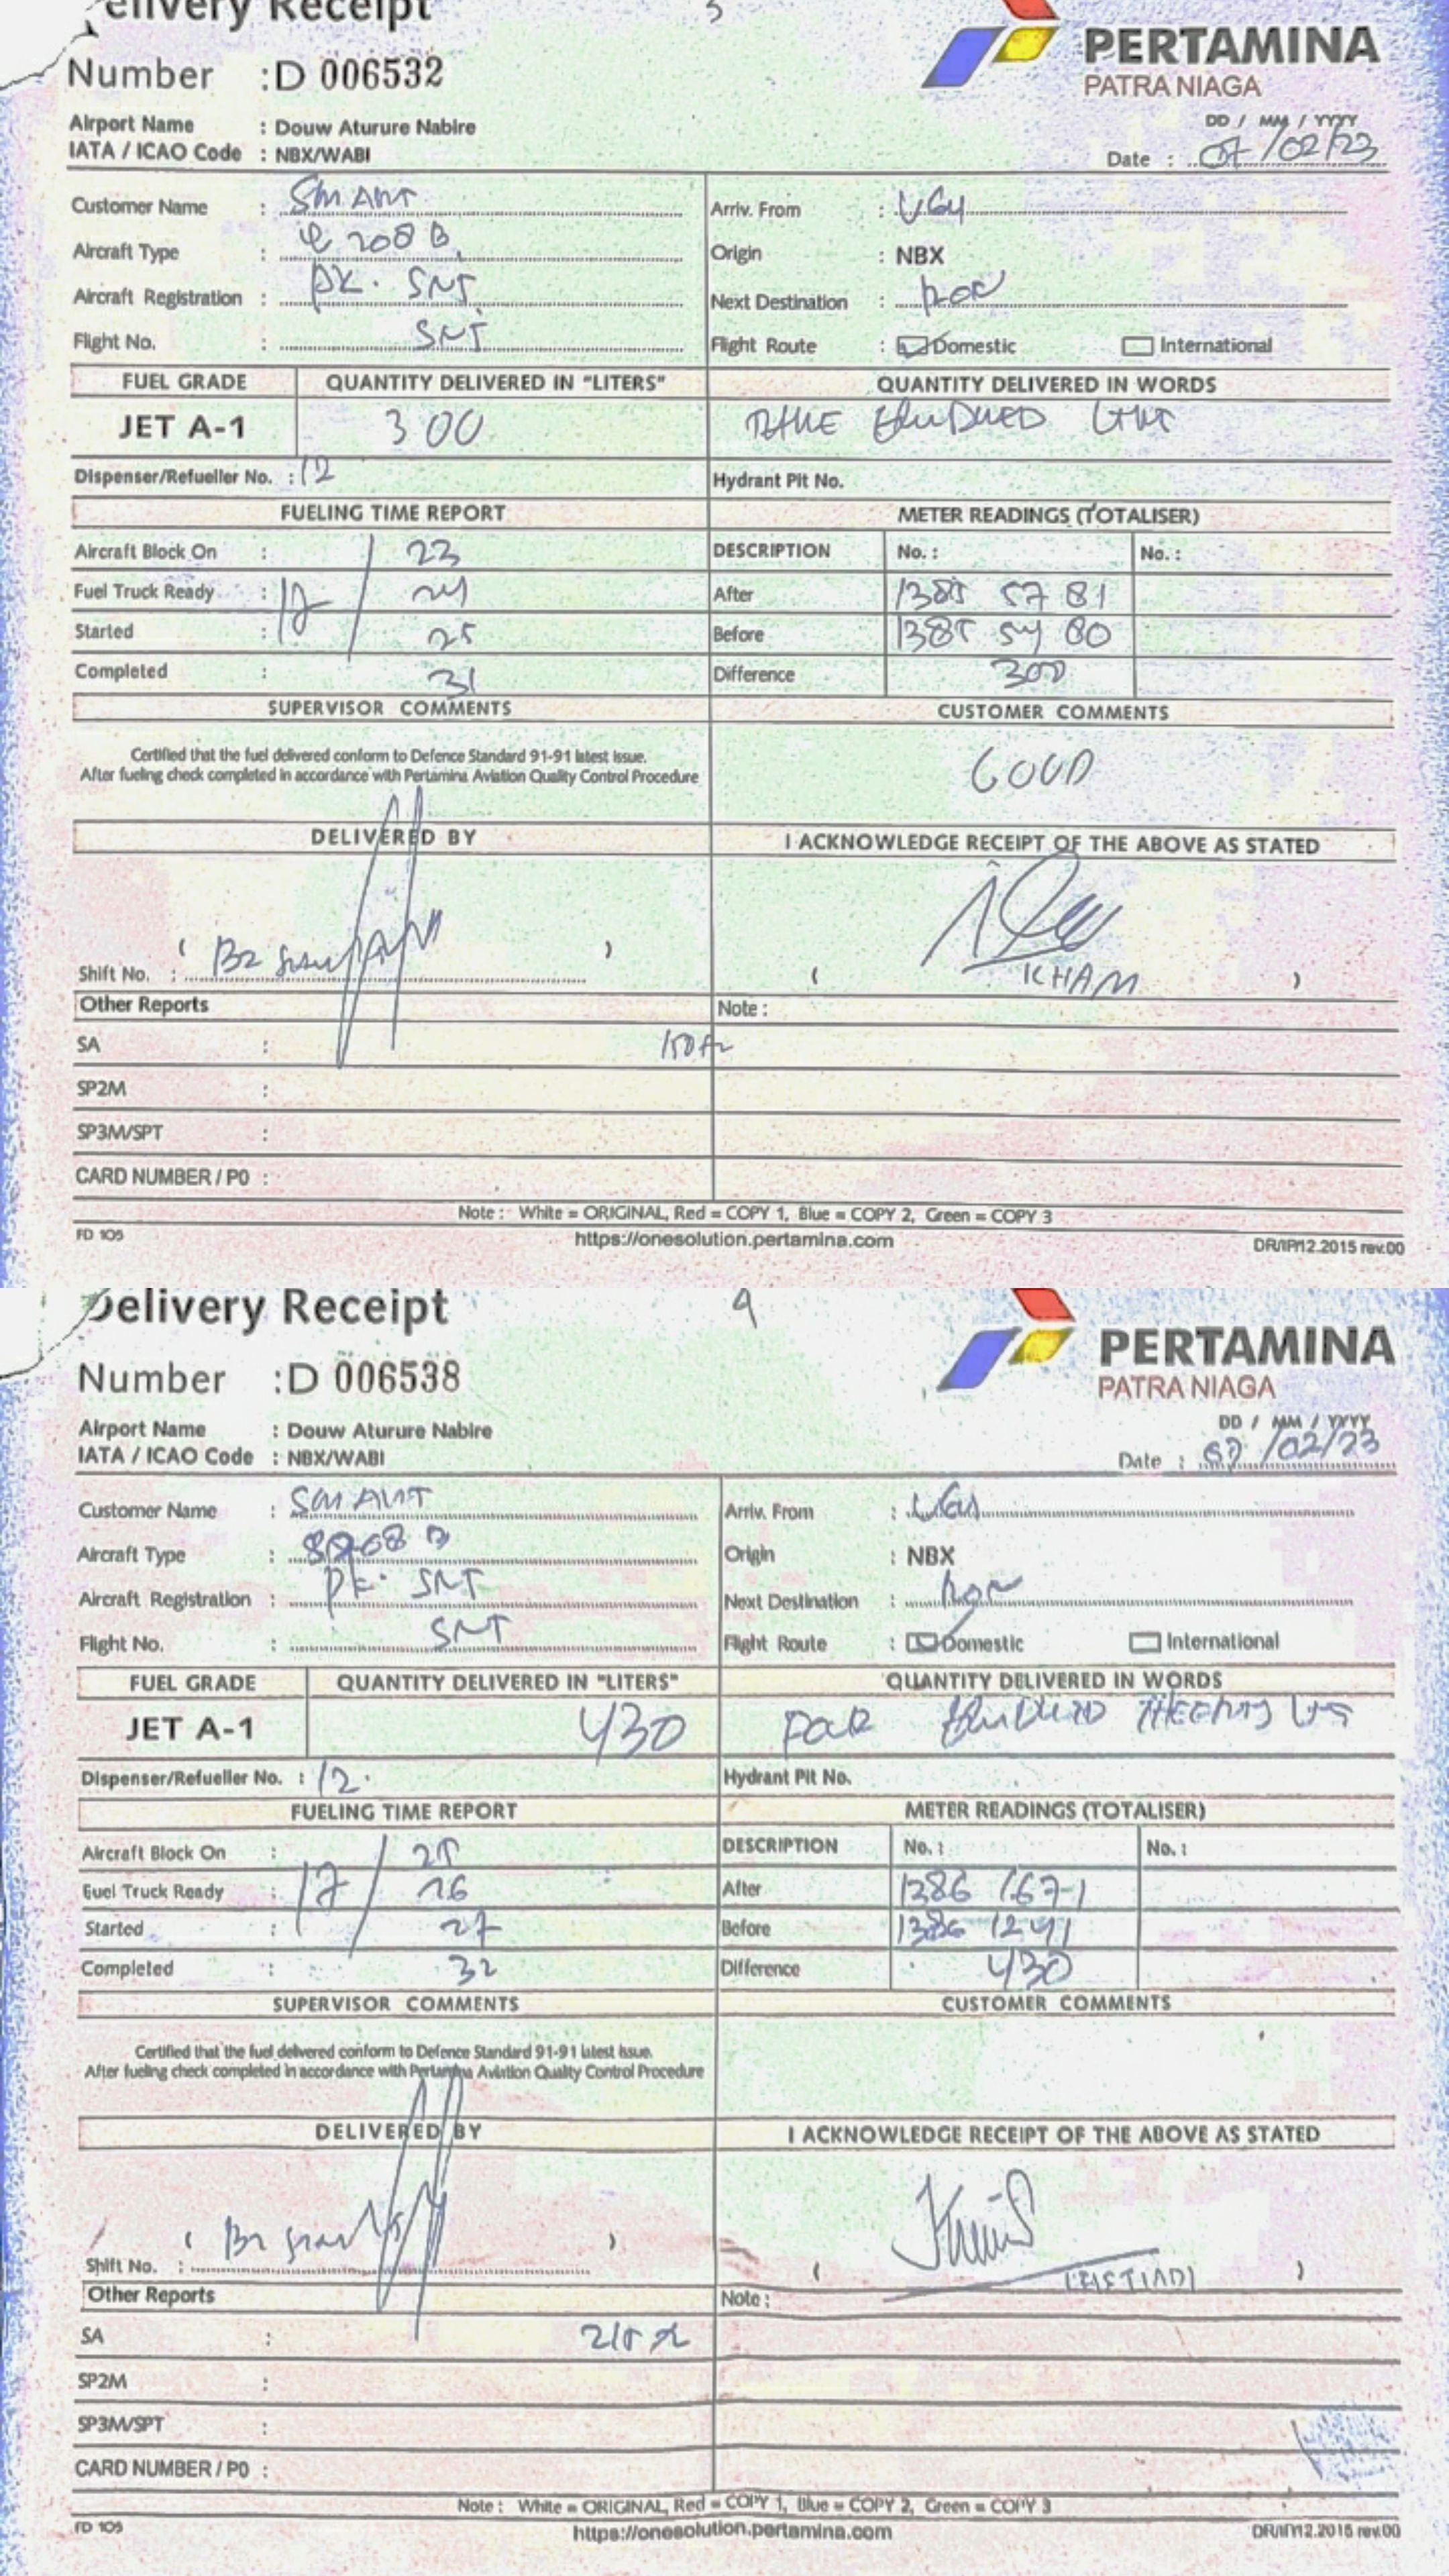 Delivery Receipt
5
PERTAMINA
PATRA NIAGA
Number : D 006532
Airport Name : Douw Aturure Nabire
IATA / ICAO Code : NBX/WABI
DD / MM / YYYY
Date : 07/02/23
Customer Name : SMART
Arriv. From :
Aircraft Type : C 208 B
Origin : NBX
Aircraft Registration : PK. SNT
Next Destination :
Flight No. : SNT
Flight Route : Domestic International
FUEL GRADE QUANTITY DELIVERED IN "LITERS" QUANTITY DELIVERED IN WORDS
JET A-1 300 HUNDRED
Dispenser/Refueller No. : 12 Hydrant Pit No.
FUELING TIME REPORT METER READINGS (TOTALISER)
Aircraft Block On : 23 DESCRIPTION No. : No. :
Fuel Truck Ready : 24 After 1385 57 81
Started : 25 Before 1385 54 80
Completed : 31 Difference 300
SUPERVISOR COMMENTS CUSTOMER COMMENTS
Certified that the fuel delivered conform to Defence Standard 91-91 latest issue.
After fueling check completed in accordance with Pertamina Aviation Quality Control Procedure
GOOD
DELIVERED BY I ACKNOWLEDGE RECEIPT OF THE ABOVE AS STATED
( )
Shift No. :
( ICHAM )
Other Reports Note :
SA :
SP2M :
SP3M/SPT :
CARD NUMBER / PO :
Note : White = ORIGINAL, Red = COPY 1, Blue = COPY 2, Green = COPY 3
FD 105 https://onesolution.pertamina.com DR/IP/12.2015 rev.00
Delivery Receipt
9
PERTAMINA
PATRA NIAGA
Number : D 006538
Airport Name : Douw Aturure Nabire
IATA / ICAO Code : NBX/WABI
DD / MM / YYYY
Date : 07/02/23
Customer Name : SMART
Arriv. From :
Aircraft Type :
Origin : NBX
Aircraft Registration : PK. SNT
Next Destination :
Flight No. : SNT
Flight Route : Domestic International
FUEL GRADE QUANTITY DELIVERED IN "LITERS" QUANTITY DELIVERED IN WORDS
JET A-1 430 HUNDRED
Dispenser/Refueller No. : 12 Hydrant Pit No.
FUELING TIME REPORT METER READINGS (TOTALISER)
Aircraft Block On : 25 DESCRIPTION No. : No. :
Fuel Truck Ready : 17 / 26 After 1386 1671
Started : 27 Before 1386 1241
Completed : 32 Difference 430
SUPERVISOR COMMENTS CUSTOMER COMMENTS
Certified that the fuel delivered conform to Defence Standard 91-91 latest issue.
After fueling check completed in accordance with Pertamina Aviation Quality Control Procedure
DELIVERED BY I ACKNOWLEDGE RECEIPT OF THE ABOVE AS STATED
( )
Shift No. :
( )
Other Reports Note :
SA :
SP2M :
SP3M/SPT :
CARD NUMBER / PO :
Note : White = ORIGINAL, Red = COPY 1, Blue = COPY 2, Green = COPY 3
FD 105 https://onesolution.pertamina.com DR/IP/12.2015 rev.00